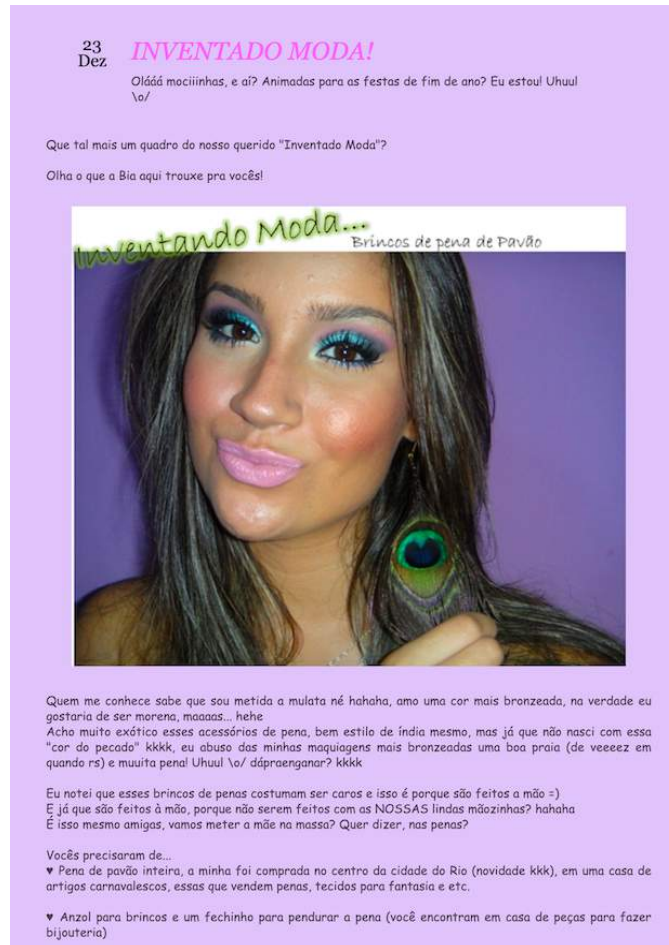 23
Dez
INVENTADO MODA!
Olááá mociiinhas, e aí? Animadas para as festas de fim de ano? Eu estou! Uhuul
\o/
Que tal mais um quadro do nosso querido "Inventado Moda"?
Olha o que a Bia aqui trouxe pra vocês!
Inventando Moda...
Brincos de pena de Pavão
Quem me conhece sabe que sou metida a mulata né hahaha, amo uma cor mais bronzeada, na verdade eu
gostaria de ser morena, maaaas... hehe
Acho muito exótico esses acessórios de pena, bem estilo de índia mesmo, mas já que não nasci com essa
"cor do pecado" kkkk, eu abuso das minhas maquiagens mais bronzeadas uma boa praia (de veeeez em
quando rs) e muuita pena! Uhuul \o/ dápraenganar? kkkk
Eu notei que esses brincos de penas costumam ser caros e isso é porque são feitos a mão =)
E já que são feitos à mão, porque não serem feitos com as NOSSAS lindas mãozinhas? hahaha
É isso mesmo amigas, vamos meter a mãe na massa? Quer dizer, nas penas?
Vocês precisaram de...
♥ Pena de pavão inteira, a minha foi comprada no centro da cidade do Rio (novidade kkk), em uma casa de
artigos carnavalescos, essas que vendem penas, tecidos para fantasia e etc.
♥ Anzol para brincos e um fechinho para pendurar a pena (você encontram em casa de peças para fazer
bijouteria)